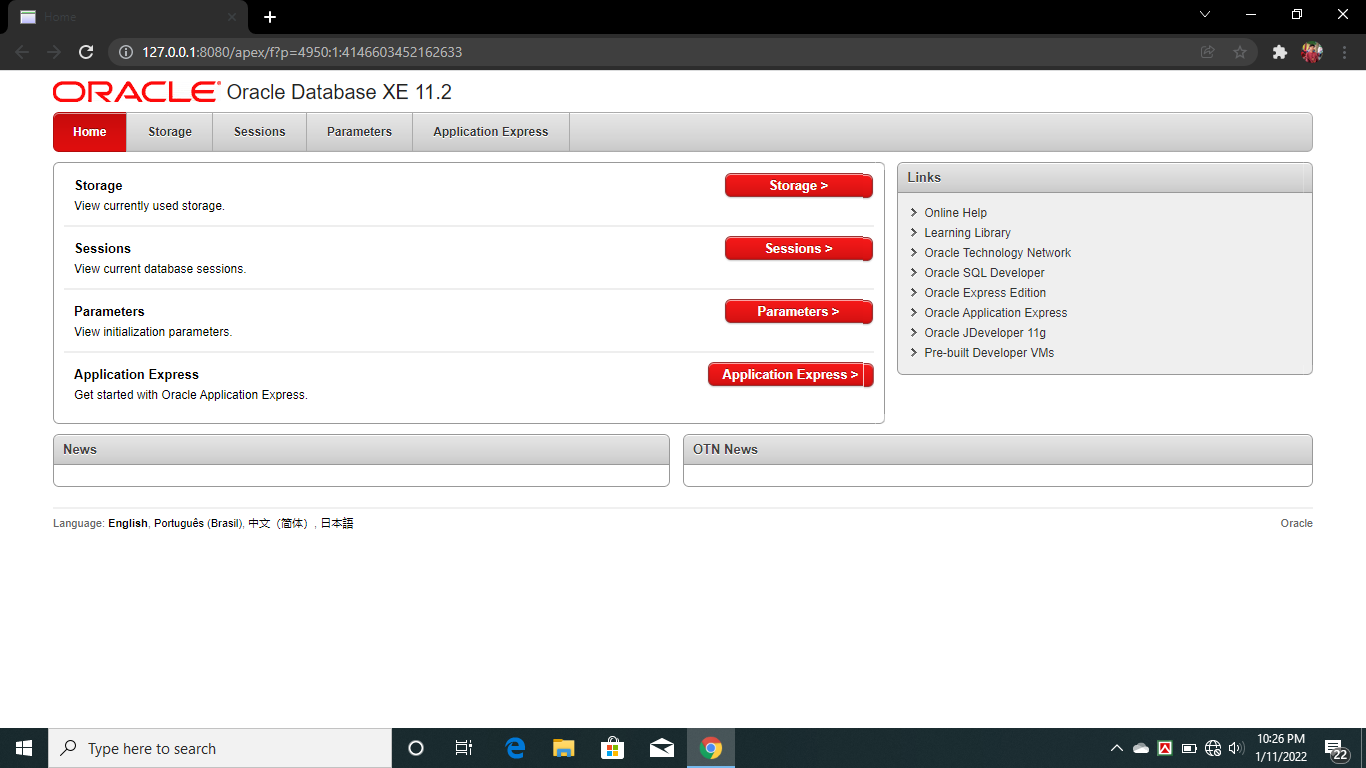 Home
127.0.0.1:8080/apex/f?p=4950:1:4146603452162633
ORACLE Oracle Database XE 11.2
Home Storage Sessions Parameters Application Express
Storage
View currently used storage.
Storage >
Sessions
View current database sessions.
Sessions >
Parameters
View initialization parameters.
Parameters >
Application Express
Get started with Oracle Application Express.
Application Express >
Links
Online Help
Learning Library
Oracle Technology Network
Oracle SQL Developer
Oracle Express Edition
Oracle Application Express
Oracle JDeveloper 11g
Pre-built Developer VMs
News
OTN News
Language: English, Português (Brasil), 中文（简体）, 日本語
Oracle
Type here to search
10:26 PM
1/11/2022
22